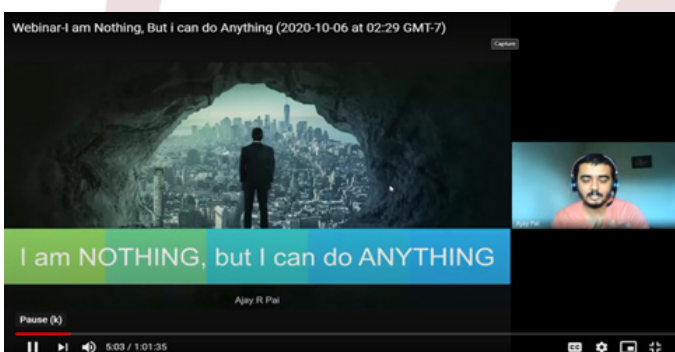 Webinar-I am Nothing, But i can do Anything (2020-10-06 at 02:29 GMT-7)
Capture
Ajay Pai
I am NOTHING, but I can do ANYTHING
Ajay R Pai
Pause (k)
5:03 / 1:01:35
CC